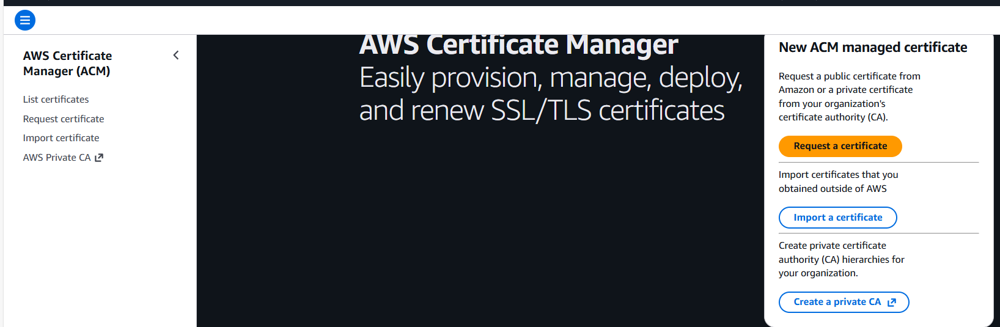 AWS Certificate
Manager (ACM)
List certificates
Request certificate
Import certificate
AWS Private CA
AWS Certificate Manager
Easily provision, manage, deploy,
and renew SSL/TLS certificates
New ACM managed certificate
Request a public certificate from
Amazon or a private certificate
from your organization's
certificate authority (CA).
Request a certificate
Import certificates that you
obtained outside of AWS
Import a certificate
Create private certificate
authority (CA) hierarchies for
your organization.
Create a private CA